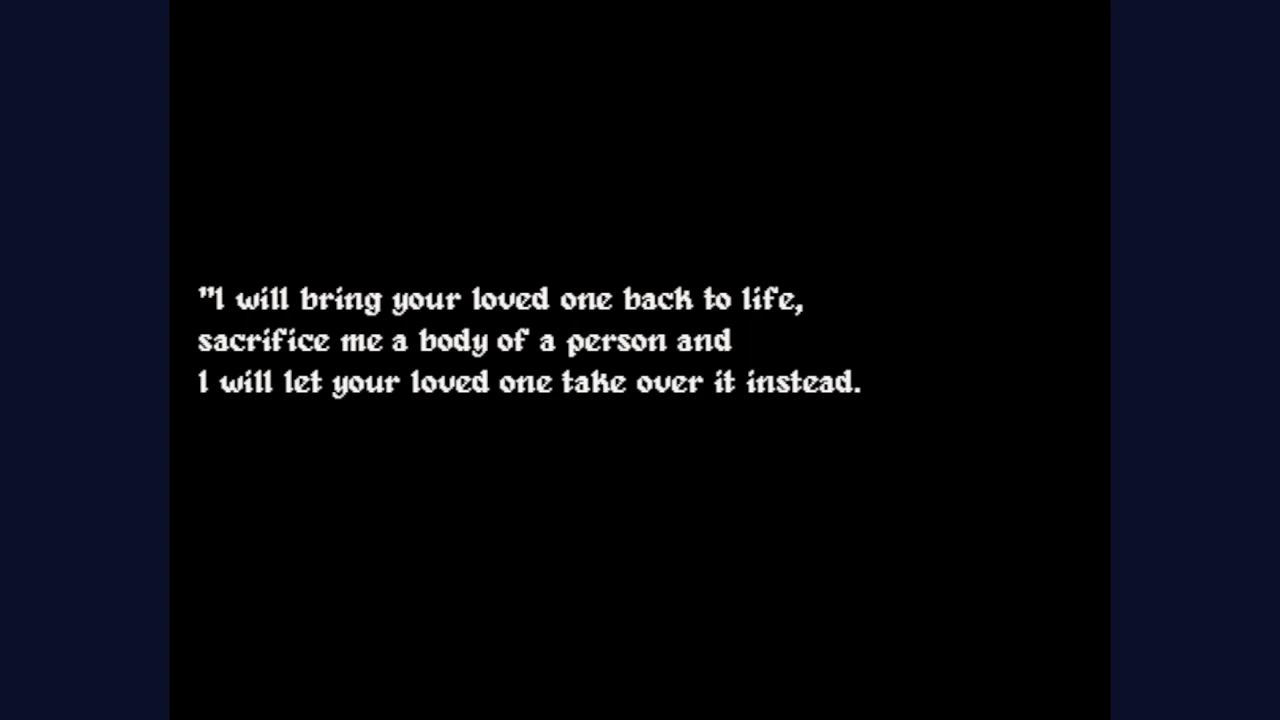 "I will bring your loved one back to life,
sacrifice me a body of a person and
I will let your loved one take over it instead.